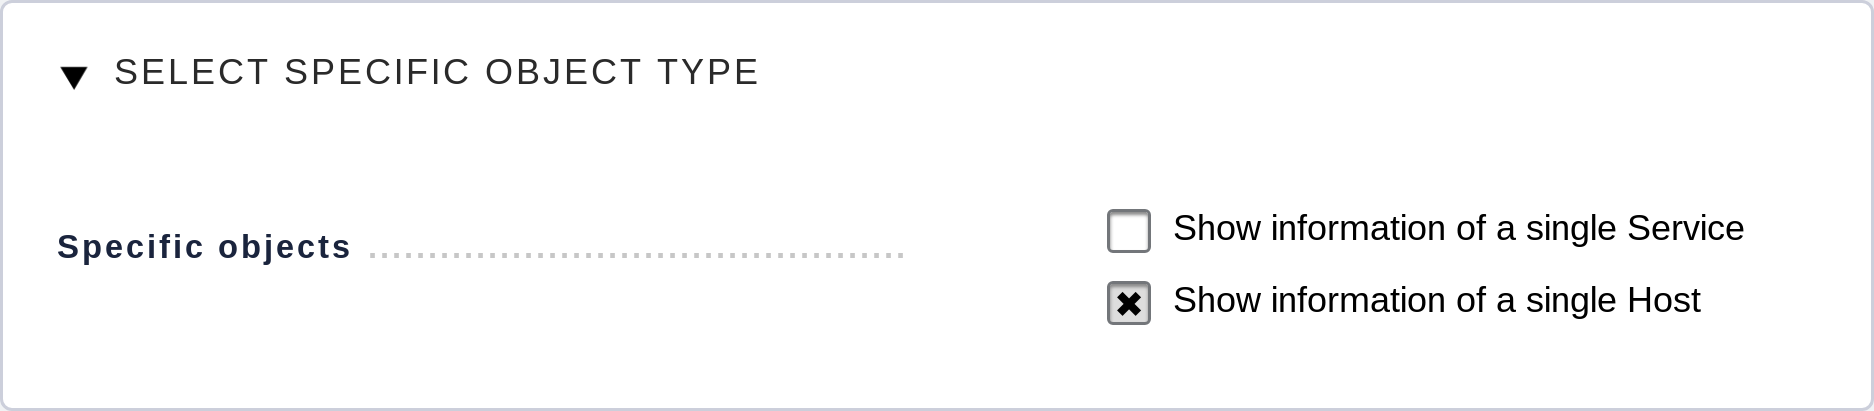 SELECT SPECIFIC OBJECT TYPE
Specific objects
Show information of a single Service
Show information of a single Host